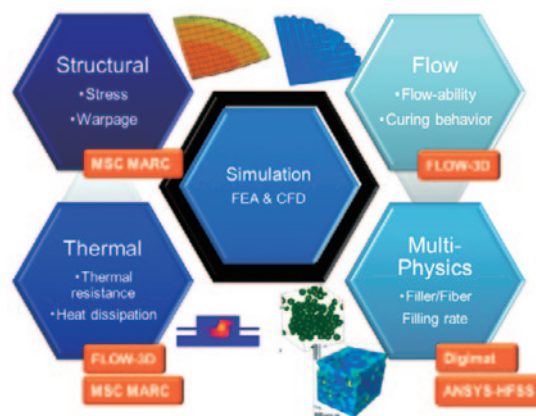 Structural
•Stress
•Warpage
MSC MARC
Flow
•Flow-ability
•Curing behavior
FLOW-3D
Simulation
FEA & CFD
Thermal
•Thermal
resistance
•Heat dissipation
FLOW-3D
MSC MARC
Multi-
Physics
•Filler/Fiber
Filling rate
Digimat
ANSYS-HFSS